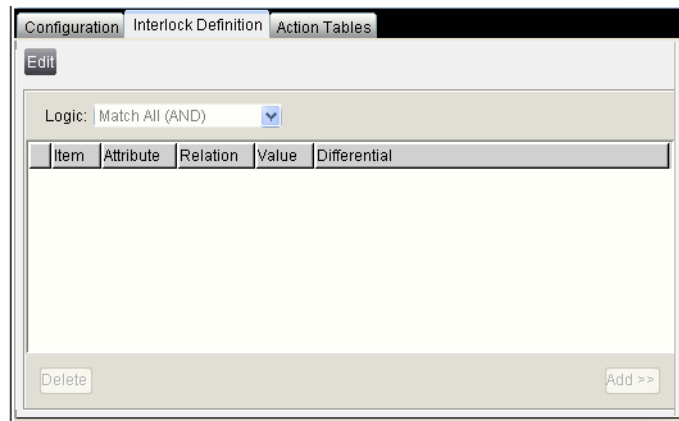 Configuration Interlock Definition Action Tables
Edit
Logic: Match All (AND)
Item Attribute Relation Value Differential
Delete Add >>